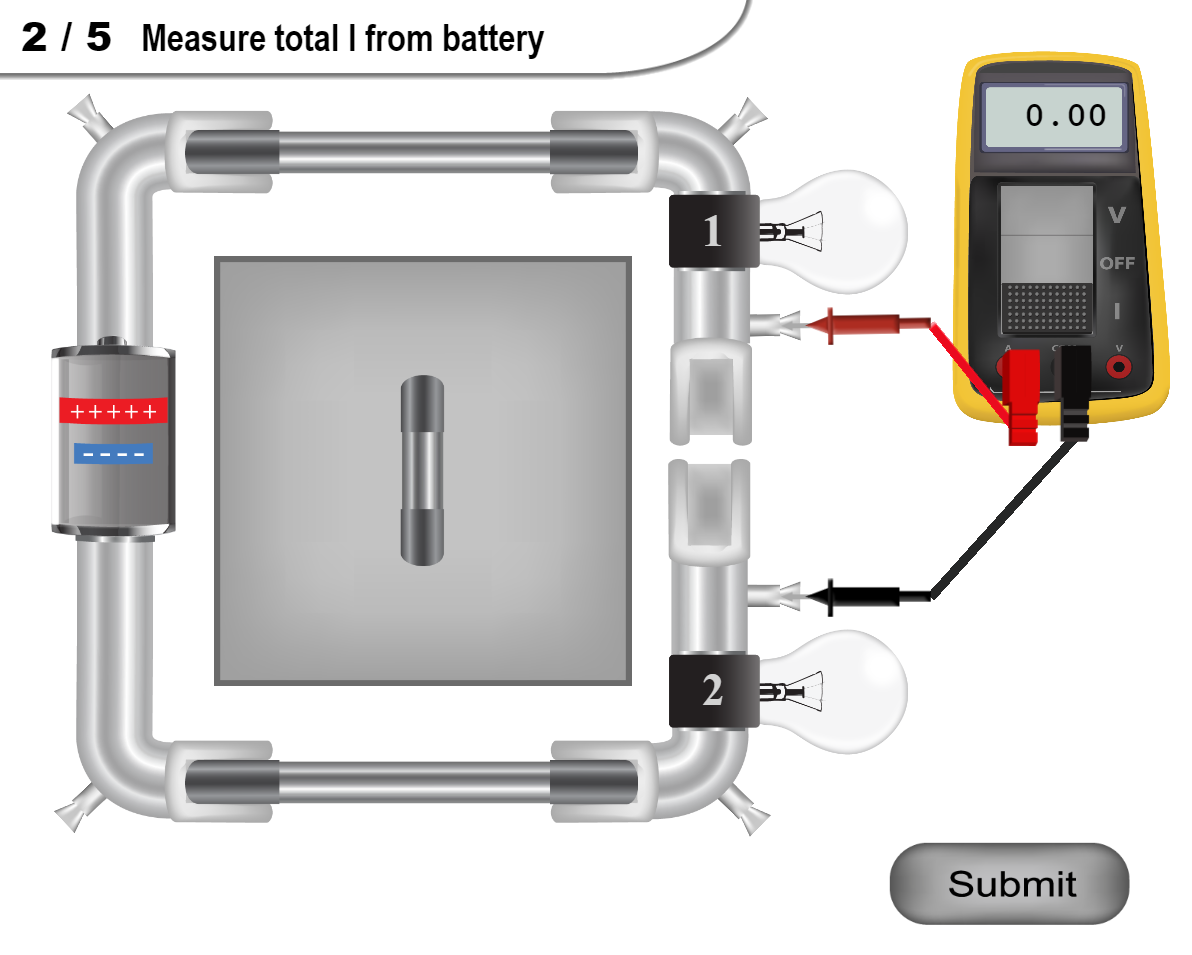 2 / 5 Measure total I from battery
0.00
V
OFF
I
A
V
1
+++++
----
2
Submit